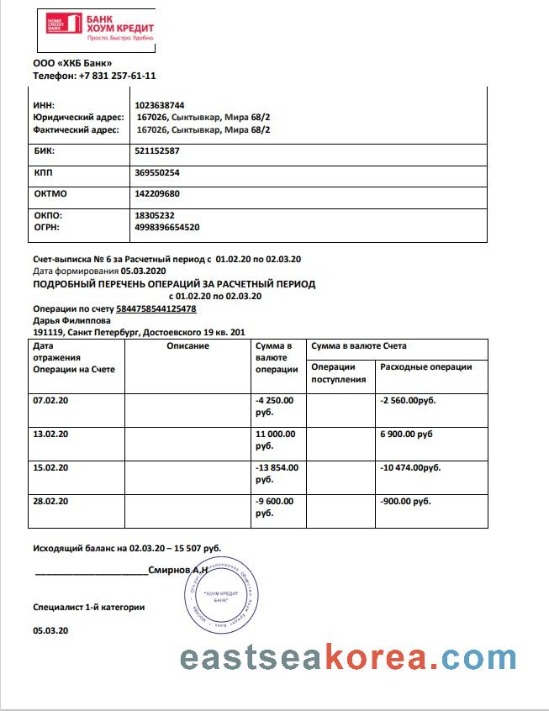 HOME CREDIT BANK
БАНК
ХОУМ КРЕДИТ
Просто. Быстро. Удобно.
ООО «ХКБ Банк»
Телефон: +7 831 257-61-11
ИНН: 1023638744
Юридический адрес: 167026, Сыктывкар, Мира 68/2
Фактический адрес: 167026, Сыктывкар, Мира 68/2
БИК: 521152587
КПП 369550254
ОКТМО 142209680
ОКПО: 18305232
ОГРН: 4998396654520
Счет-выписка № 6 за Расчетный период с 01.02.20 по 02.03.20
Дата формирования 05.03.2020
ПОДРОБНЫЙ ПЕРЕЧЕНЬ ОПЕРАЦИЙ ЗА РАСЧЕТНЫЙ ПЕРИОД
с 01.02.20 по 02.03.20
Операции по счету 5844758544125478
Дарья Филиппова
191119, Санкт Петербург, Достоевского 19 кв. 201
Дата отражения Операции на Счете Описание Сумма в валюте операции Сумма в валюте Счета
Операции поступления Расходные операции
07.02.20 -4 250.00 руб. -2 560.00руб.
13.02.20 11 000.00 руб. 6 900.00 руб
15.02.20 -13 854.00 руб. -10 474.00руб.
28.02.20 -9 600.00 руб. -900.00 руб.
Исходящий баланс на 02.03.20 – 15 507 руб.
Смирнов А.Н
"ХОУМ КРЕДИТ БАНК"
Специалист 1-й категории
05.03.20
eastseakorea.com